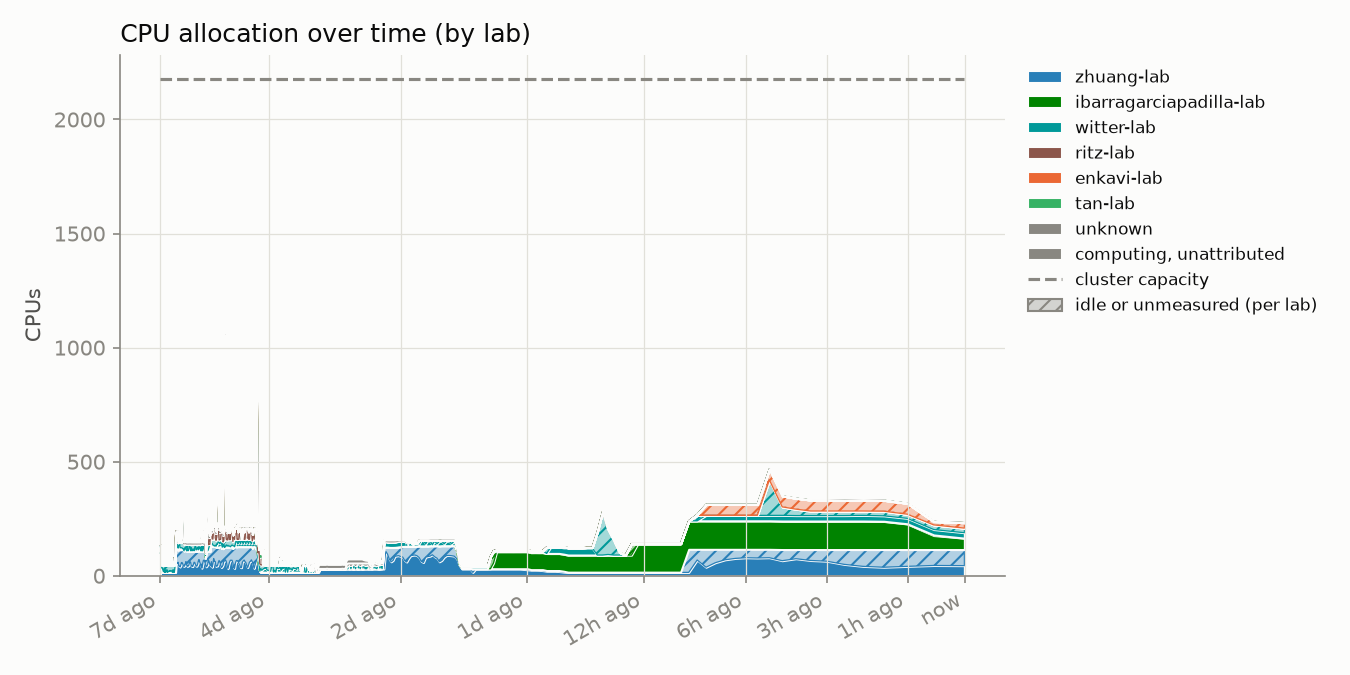 CPU allocation over time (by lab)
CPUs
2000
1500
1000
500
0
7d ago
4d ago
2d ago
1d ago
12h ago
6h ago
3h ago
1h ago
now
zhuang-lab
ibarragarciapadilla-lab
witter-lab
ritz-lab
enkavi-lab
tan-lab
unknown
computing, unattributed
cluster capacity
idle or unmeasured (per lab)